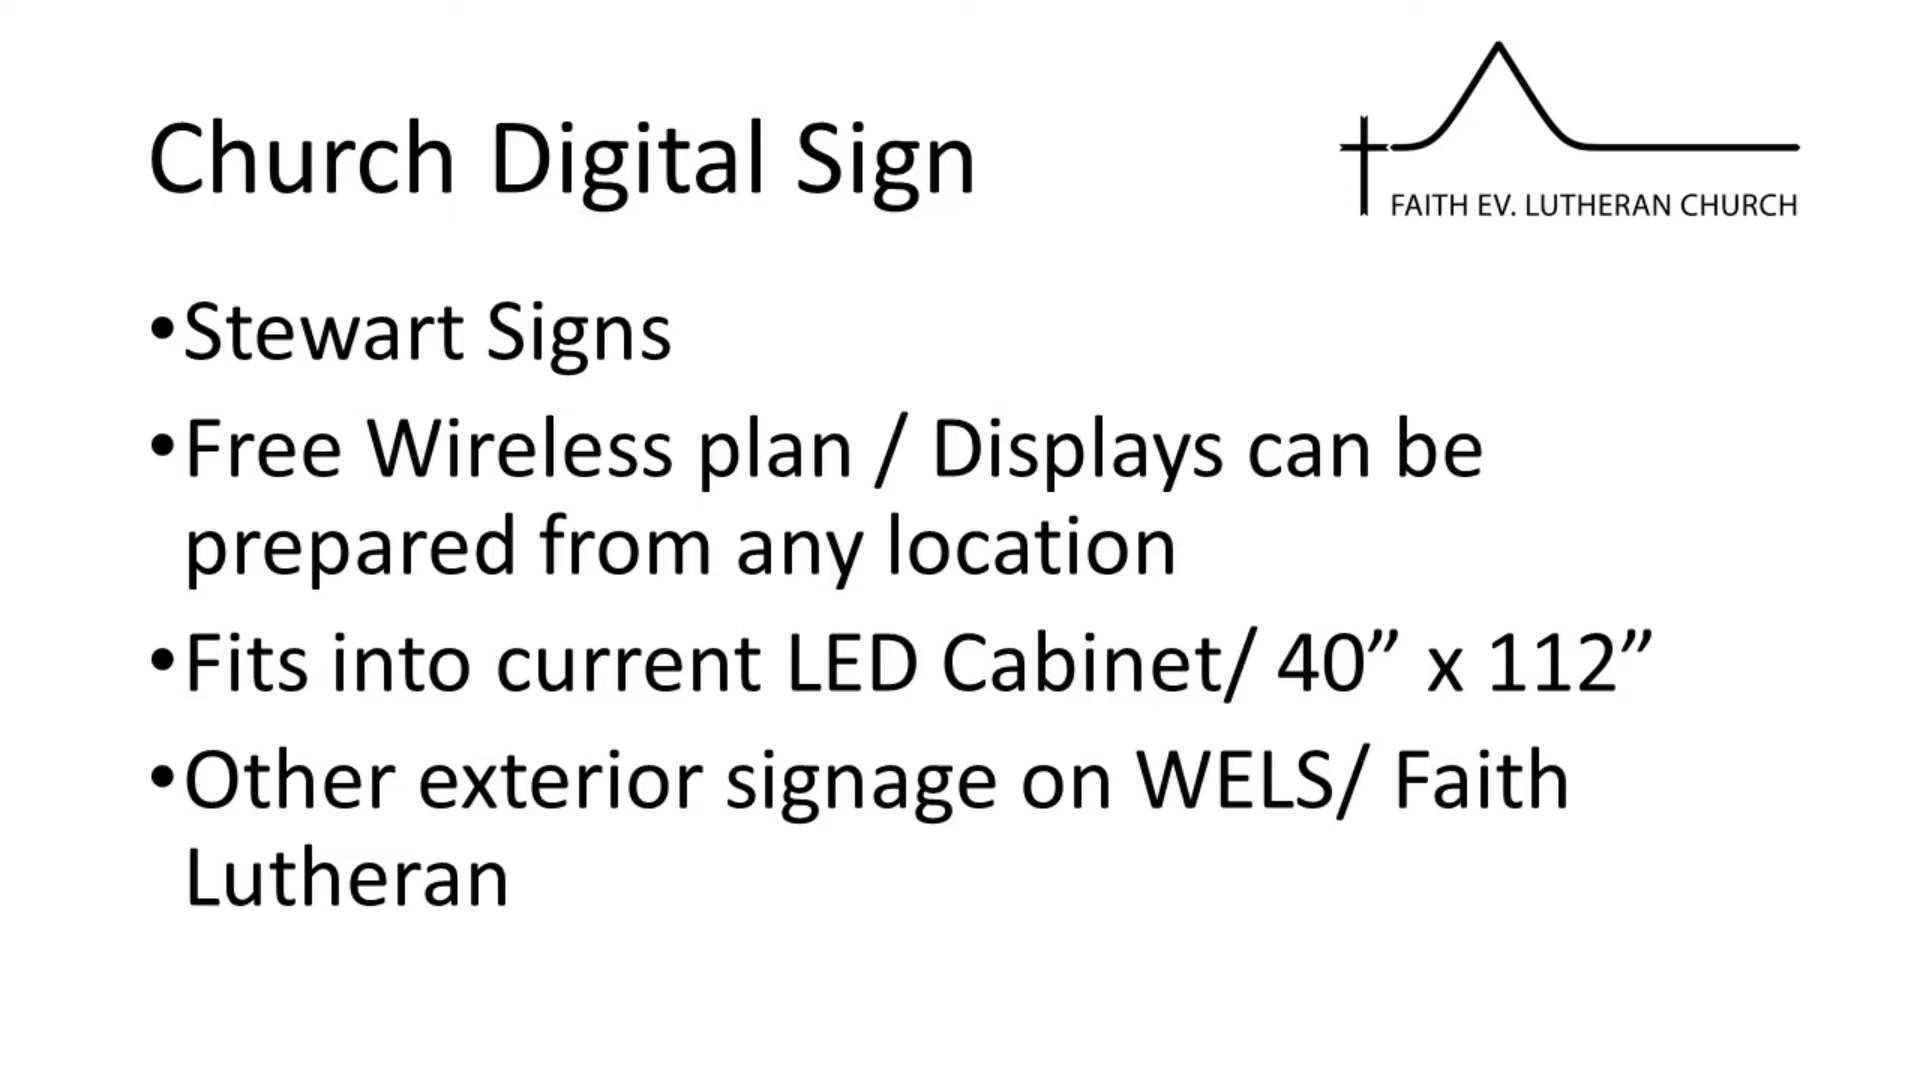 FAITH EV. LUTHERAN CHURCH
Church Digital Sign
•Stewart Signs
•Free Wireless plan / Displays can be
prepared from any location
•Fits into current LED Cabinet/ 40” x 112”
•Other exterior signage on WELS/ Faith
Lutheran